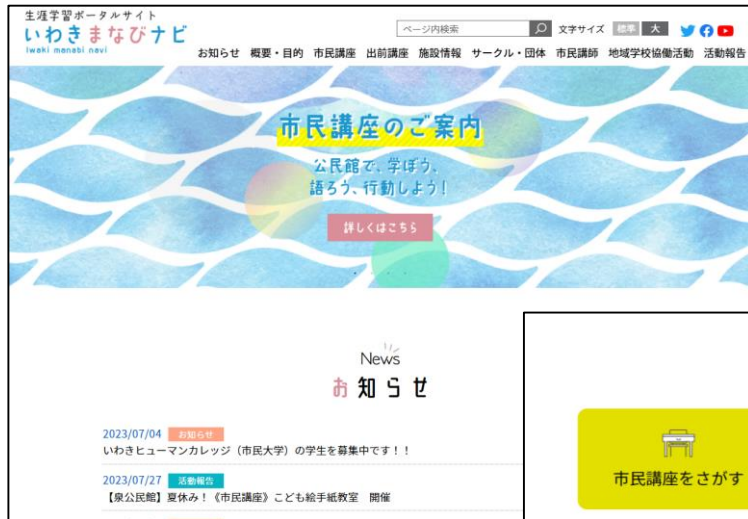 生涯学習ポータルサイト
いわきまなびナビ
Iwaki manabi navi
ページ内検索
文字サイズ 標準 大
お知らせ 概要・目的 市民講座 出前講座 施設情報 サークル・団体 市民講師 地域学校協働活動 活動報告
市民講座のご案内
公民館で、学ぼう、
語ろう、行動しよう!
詳しくはこちら
News
お知らせ
2023/07/04 お知らせ
いわきヒューマンカレッジ(市民大学)の学生を募集中です!!
2023/07/27 活動報告
【泉公民館】夏休み!《市民講座》こども絵手紙教室 開催
市民講座をさがす